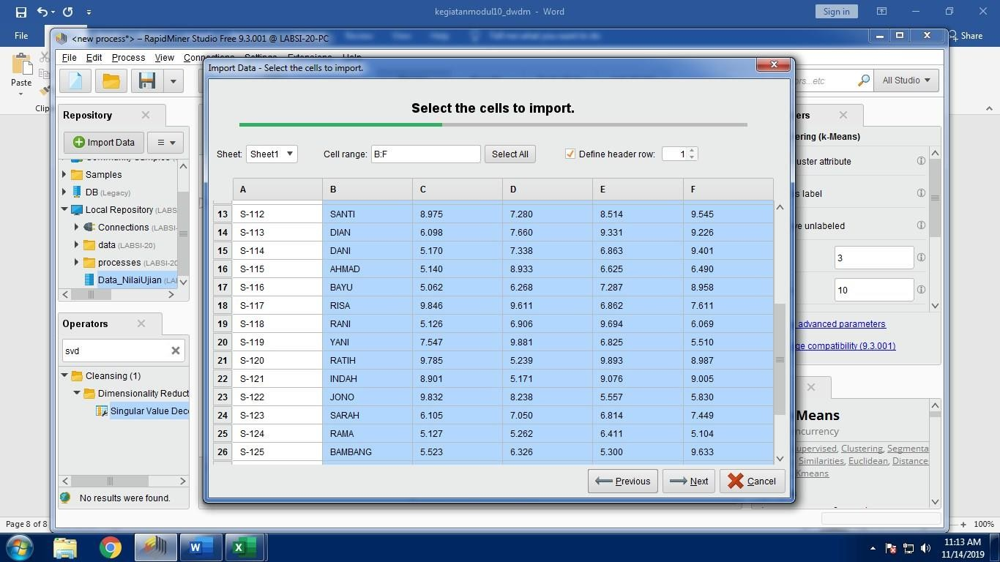 kegiatanmodul10_dwdm - Word
Sign in
File
Share
<new process*> – RapidMiner Studio Free 9.3.001 @ LABSI-20-PC
File Edit Process View
Import Data - Select the cells to import.
Paste
All Studio
Select the cells to import.
Repository
Import Data
Sheet: Sheet1 Cell range: B:F Select All Define header row: 1
Samples
DB (Legacy)
Local Repository (LABS
Connections (LABSI-20)
data (LABSI-20)
processes (LABSI-20
Data_NilaiUjian (LA
A B C D E F
13 S-112 SANTI 8.975 7.280 8.514 9.545
14 S-113 DIAN 6.098 7.660 9.331 9.226
15 S-114 DANI 5.170 7.338 6.863 9.401
16 S-115 AHMAD 5.140 8.933 6.625 6.490
17 S-116 BAYU 5.062 6.268 7.287 8.958
18 S-117 RISA 9.846 9.611 6.862 7.611
19 S-118 RANI 5.126 6.906 9.694 6.069
20 S-119 YANI 7.547 9.881 6.825 5.510
21 S-120 RATIH 9.785 5.239 9.893 8.987
22 S-121 INDAH 8.901 5.171 9.076 9.005
23 S-122 JONO 9.832 8.238 5.557 5.830
24 S-123 SARAH 6.105 7.050 6.814 7.449
25 S-124 RAMA 5.127 5.262 6.411 5.104
26 S-125 BAMBANG 5.523 6.326 5.300 9.633
Previous Next Cancel
ers
ering (k-Means)
uster attribute
s label
e unlabeled
3
10
advanced parameters
ge compatibility (9.3.001)
Means
ncurrency
upervised, Clustering, Segmenta
Similarities, Euclidean, Distance
Kmeans
Operators
svd
Cleansing (1)
Dimensionality Reduct
Singular Value Dec
No results were found.
Page 8 of 8
100%
11:13 AM
11/14/2019